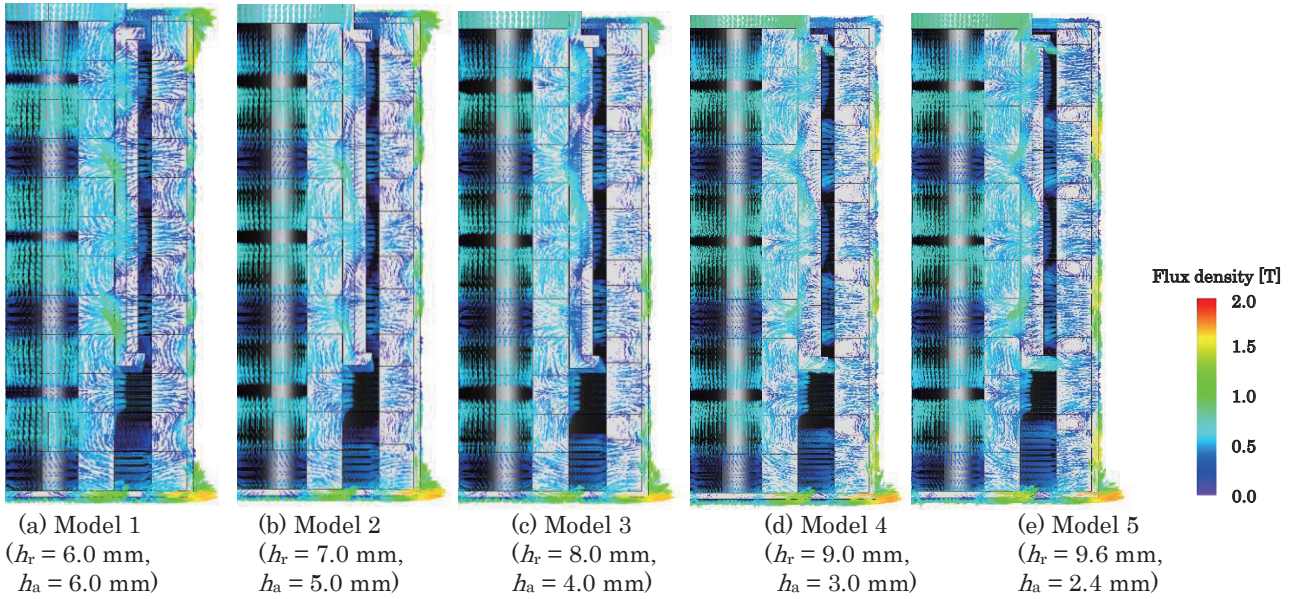 Flux density [T]
2.0
1.5
1.0
0.5
0.0
(a) Model 1
(hr = 6.0 mm,
ha = 6.0 mm)
(b) Model 2
(hr = 7.0 mm,
ha = 5.0 mm)
(c) Model 3
(hr = 8.0 mm,
ha = 4.0 mm)
(d) Model 4
(hr = 9.0 mm,
ha = 3.0 mm)
(e) Model 5
(hr = 9.6 mm,
ha = 2.4 mm)